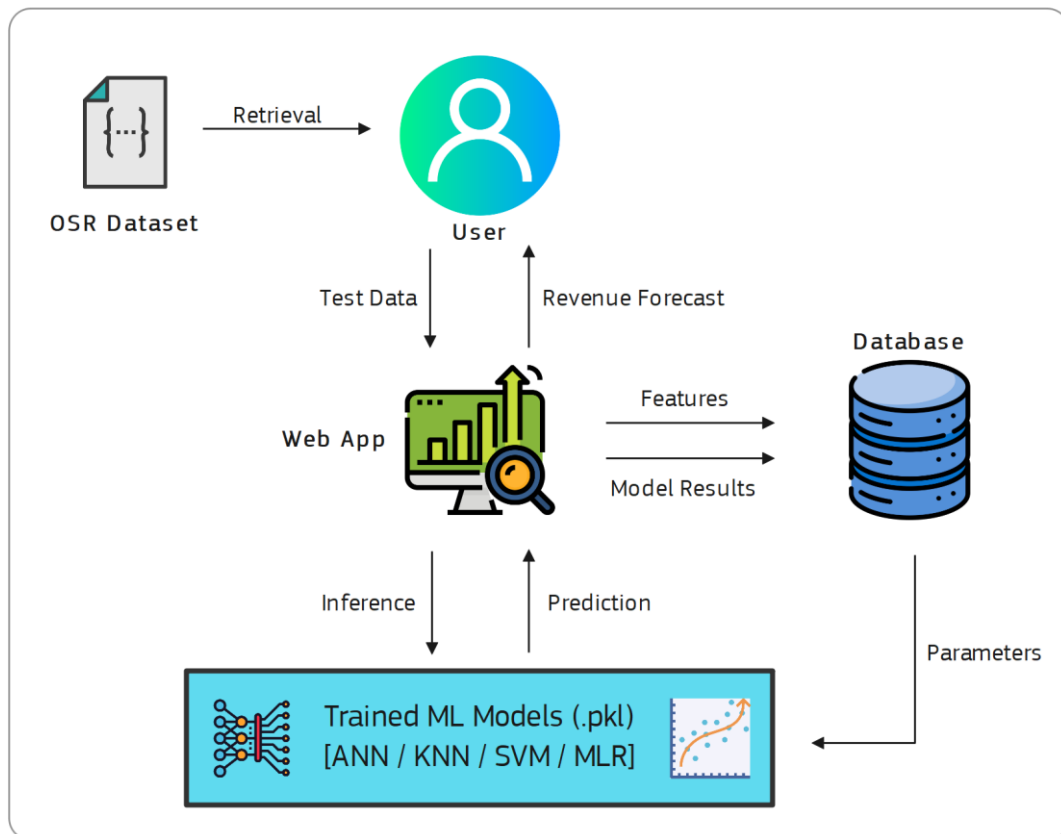 {...}
Retrieval
OSR Dataset
User
Test Data
Revenue Forecast
Database
Web App
Features
Model Results
Inference
Prediction
Parameters
Trained ML Models (.pkl)
[ANN / KNN / SVM / MLR]